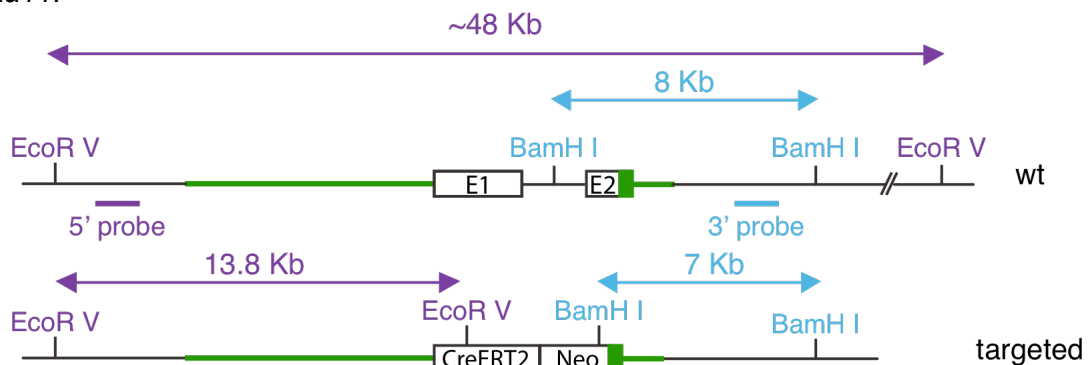 ~48 Kb
8 Kb
EcoR V BamH I BamH I EcoR V
E1 E2 wt
5’ probe 3’ probe
13.8 Kb 7 Kb
EcoR V EcoR V BamH I BamH I
CreERT2 Neo targeted